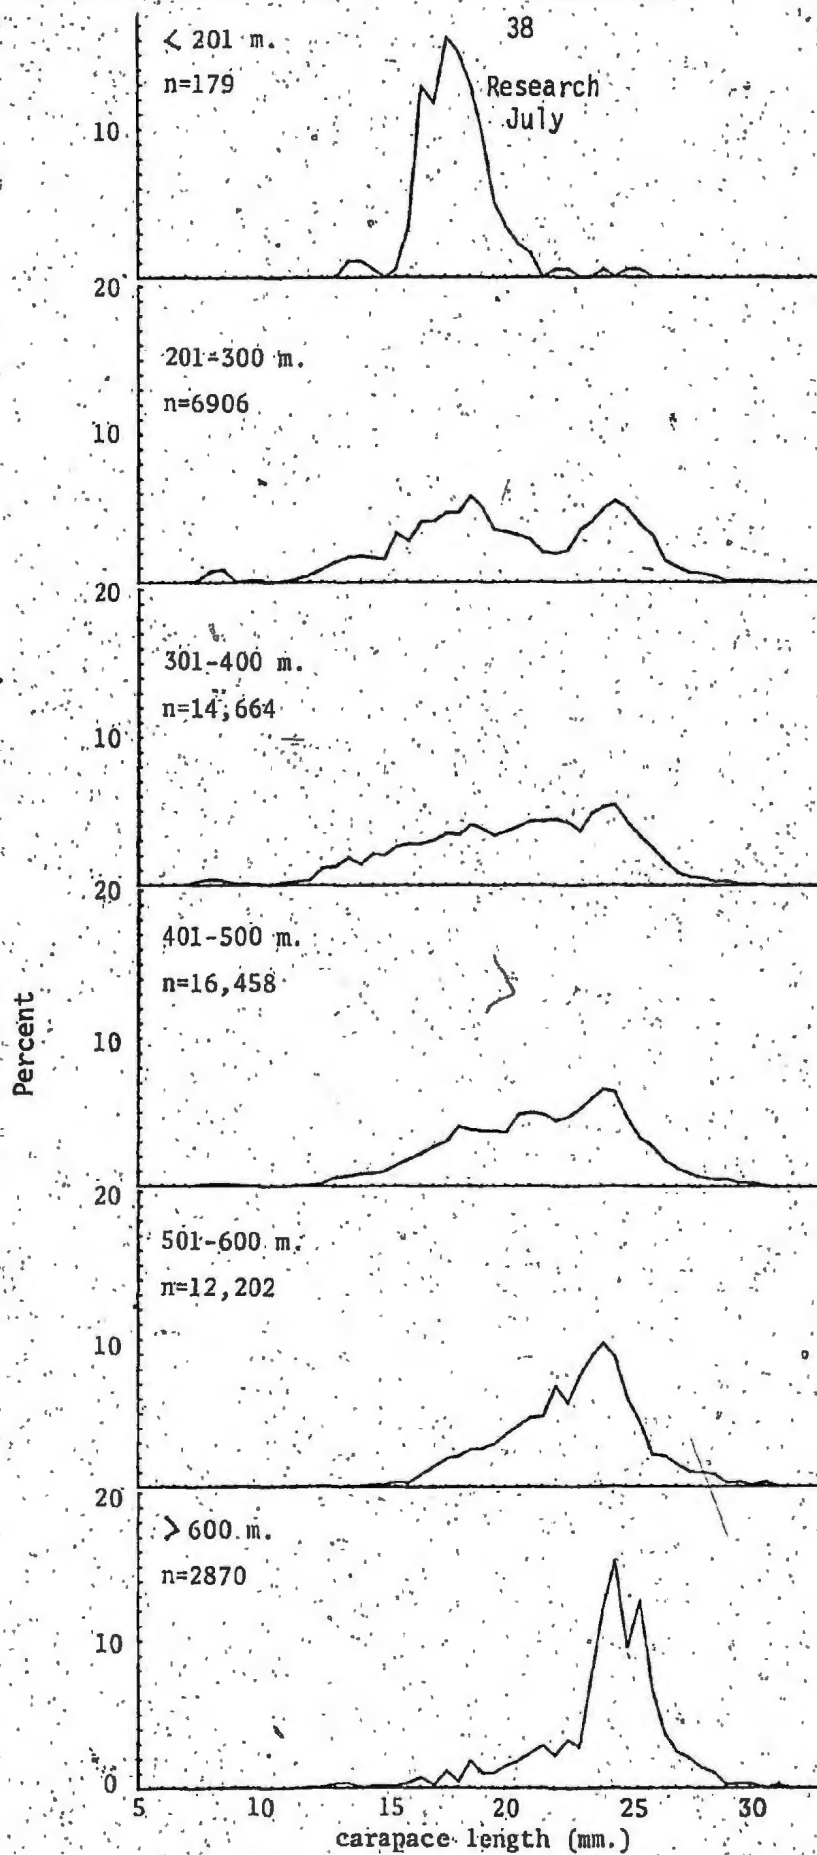 38
< 201 m.
n=179
Research
July
10
20
201-300 m.
n=6906
10
20
301-400 m.
n=14,664
10
20
401-500 m.
n=16,458
10
20
501-600 m.
n=12,202
10
20
> 600 m.
n=2870
10
0
Percent
5 10 15 20 25 30
carapace length (mm.)